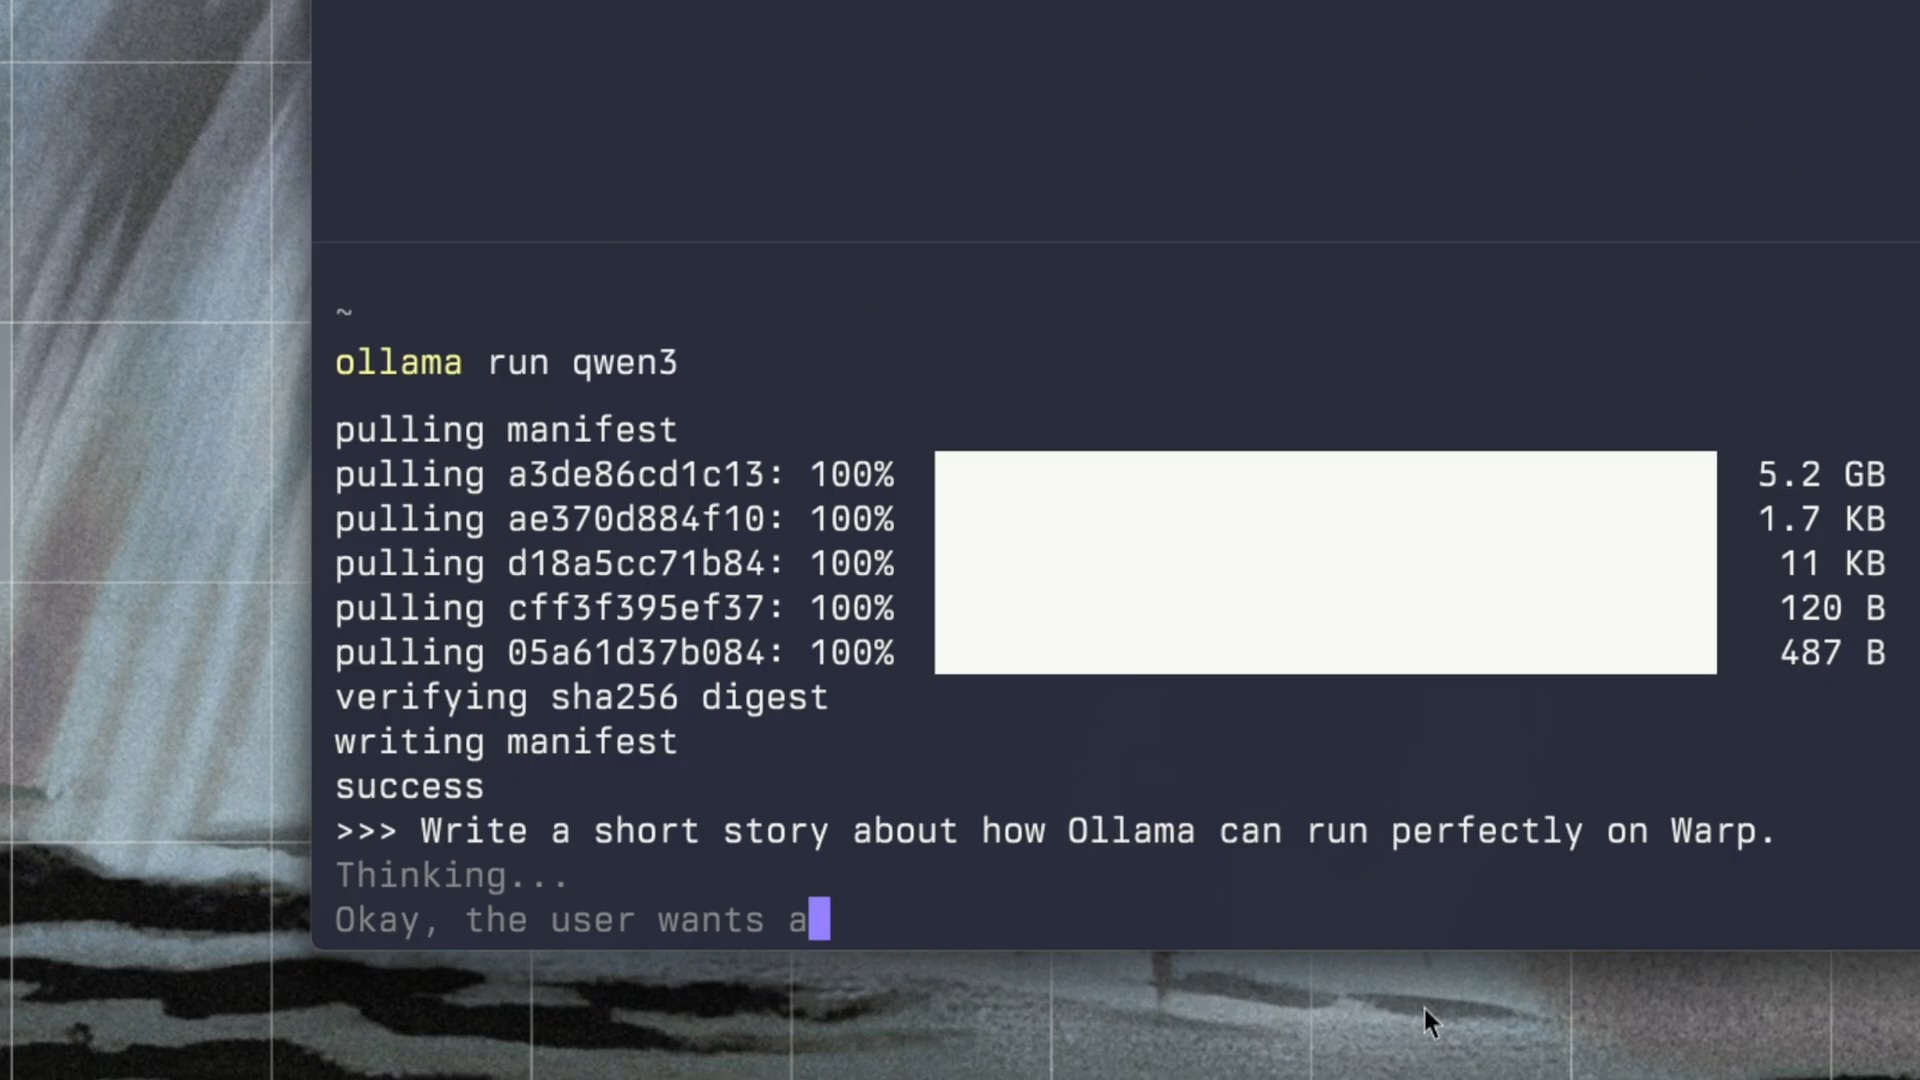 ~
ollama run qwen3
pulling manifest
pulling a3de86cd1c13: 100% 5.2 GB
pulling ae370d884f10: 100% 1.7 KB
pulling d18a5cc71b84: 100% 11 KB
pulling cff3f395ef37: 100% 120 B
pulling 05a61d37b084: 100% 487 B
verifying sha256 digest
writing manifest
success
>>> Write a short story about how Ollama can run perfectly on Warp.
Thinking...
Okay, the user wants a